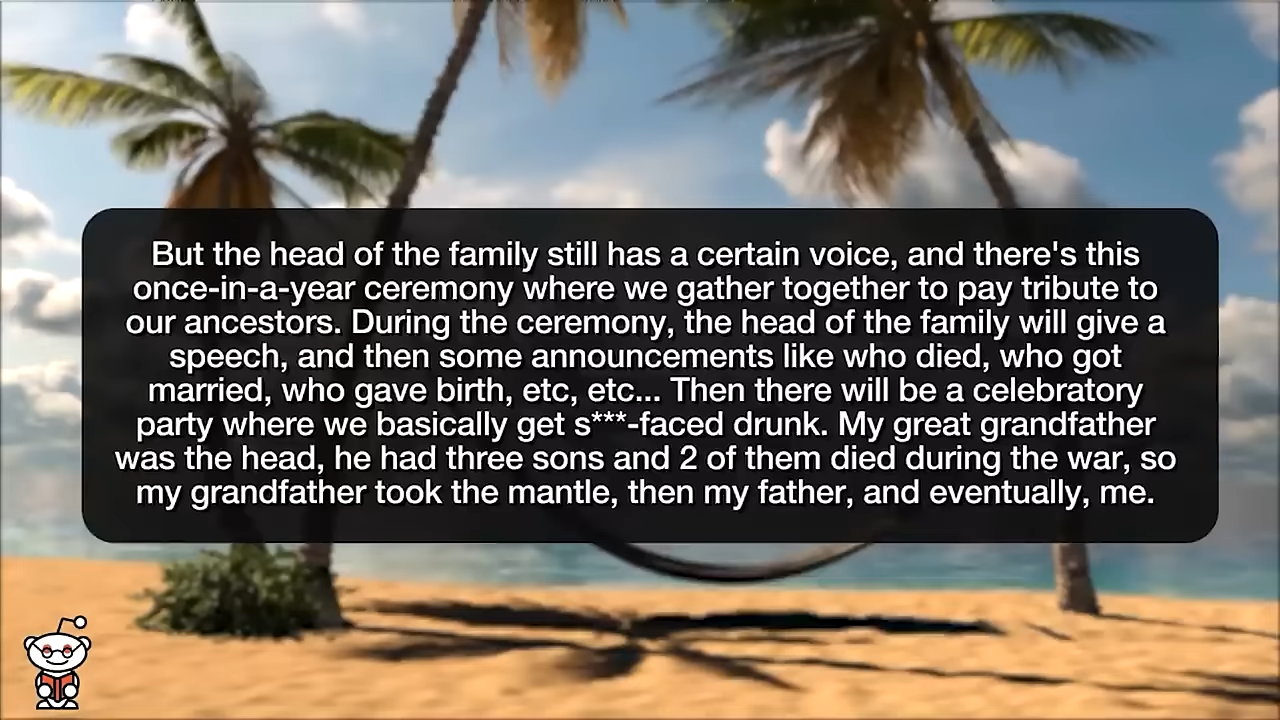 But the head of the family still has a certain voice, and there's this
once-in-a-year ceremony where we gather together to pay tribute to
our ancestors. During the ceremony, the head of the family will give a
speech, and then some announcements like who died, who got
married, who gave birth, etc, etc... Then there will be a celebratory
party where we basically get s***-faced drunk. My great grandfather
was the head, he had three sons and 2 of them died during the war, so
my grandfather took the mantle, then my father, and eventually, me.